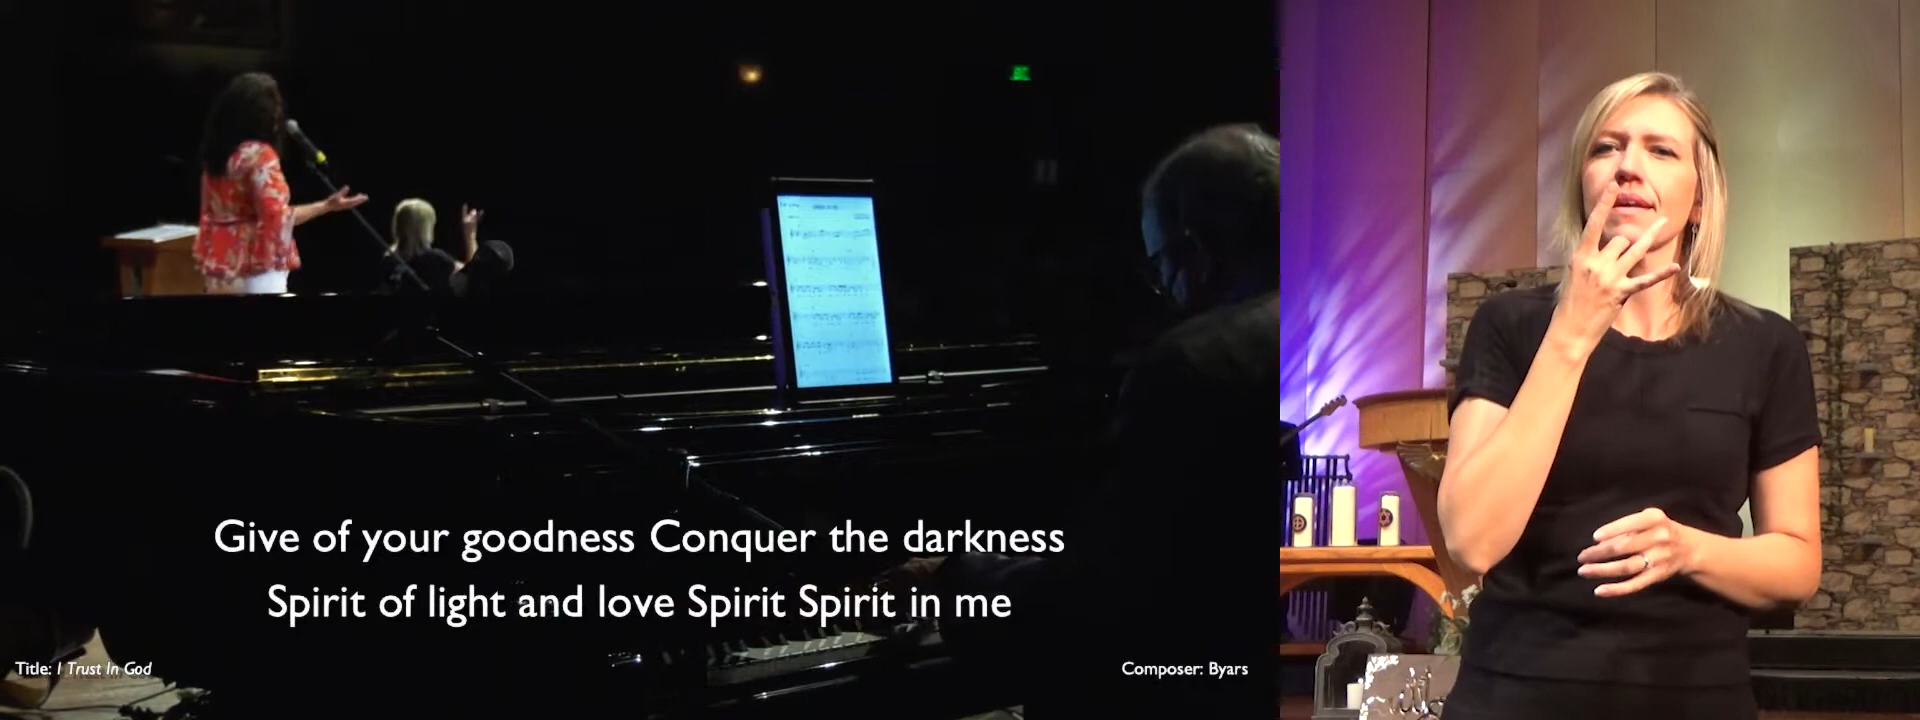 Give of your goodness Conquer the darkness
Spirit of light and love Spirit Spirit in me
Title: I Trust In God
Composer: Byars